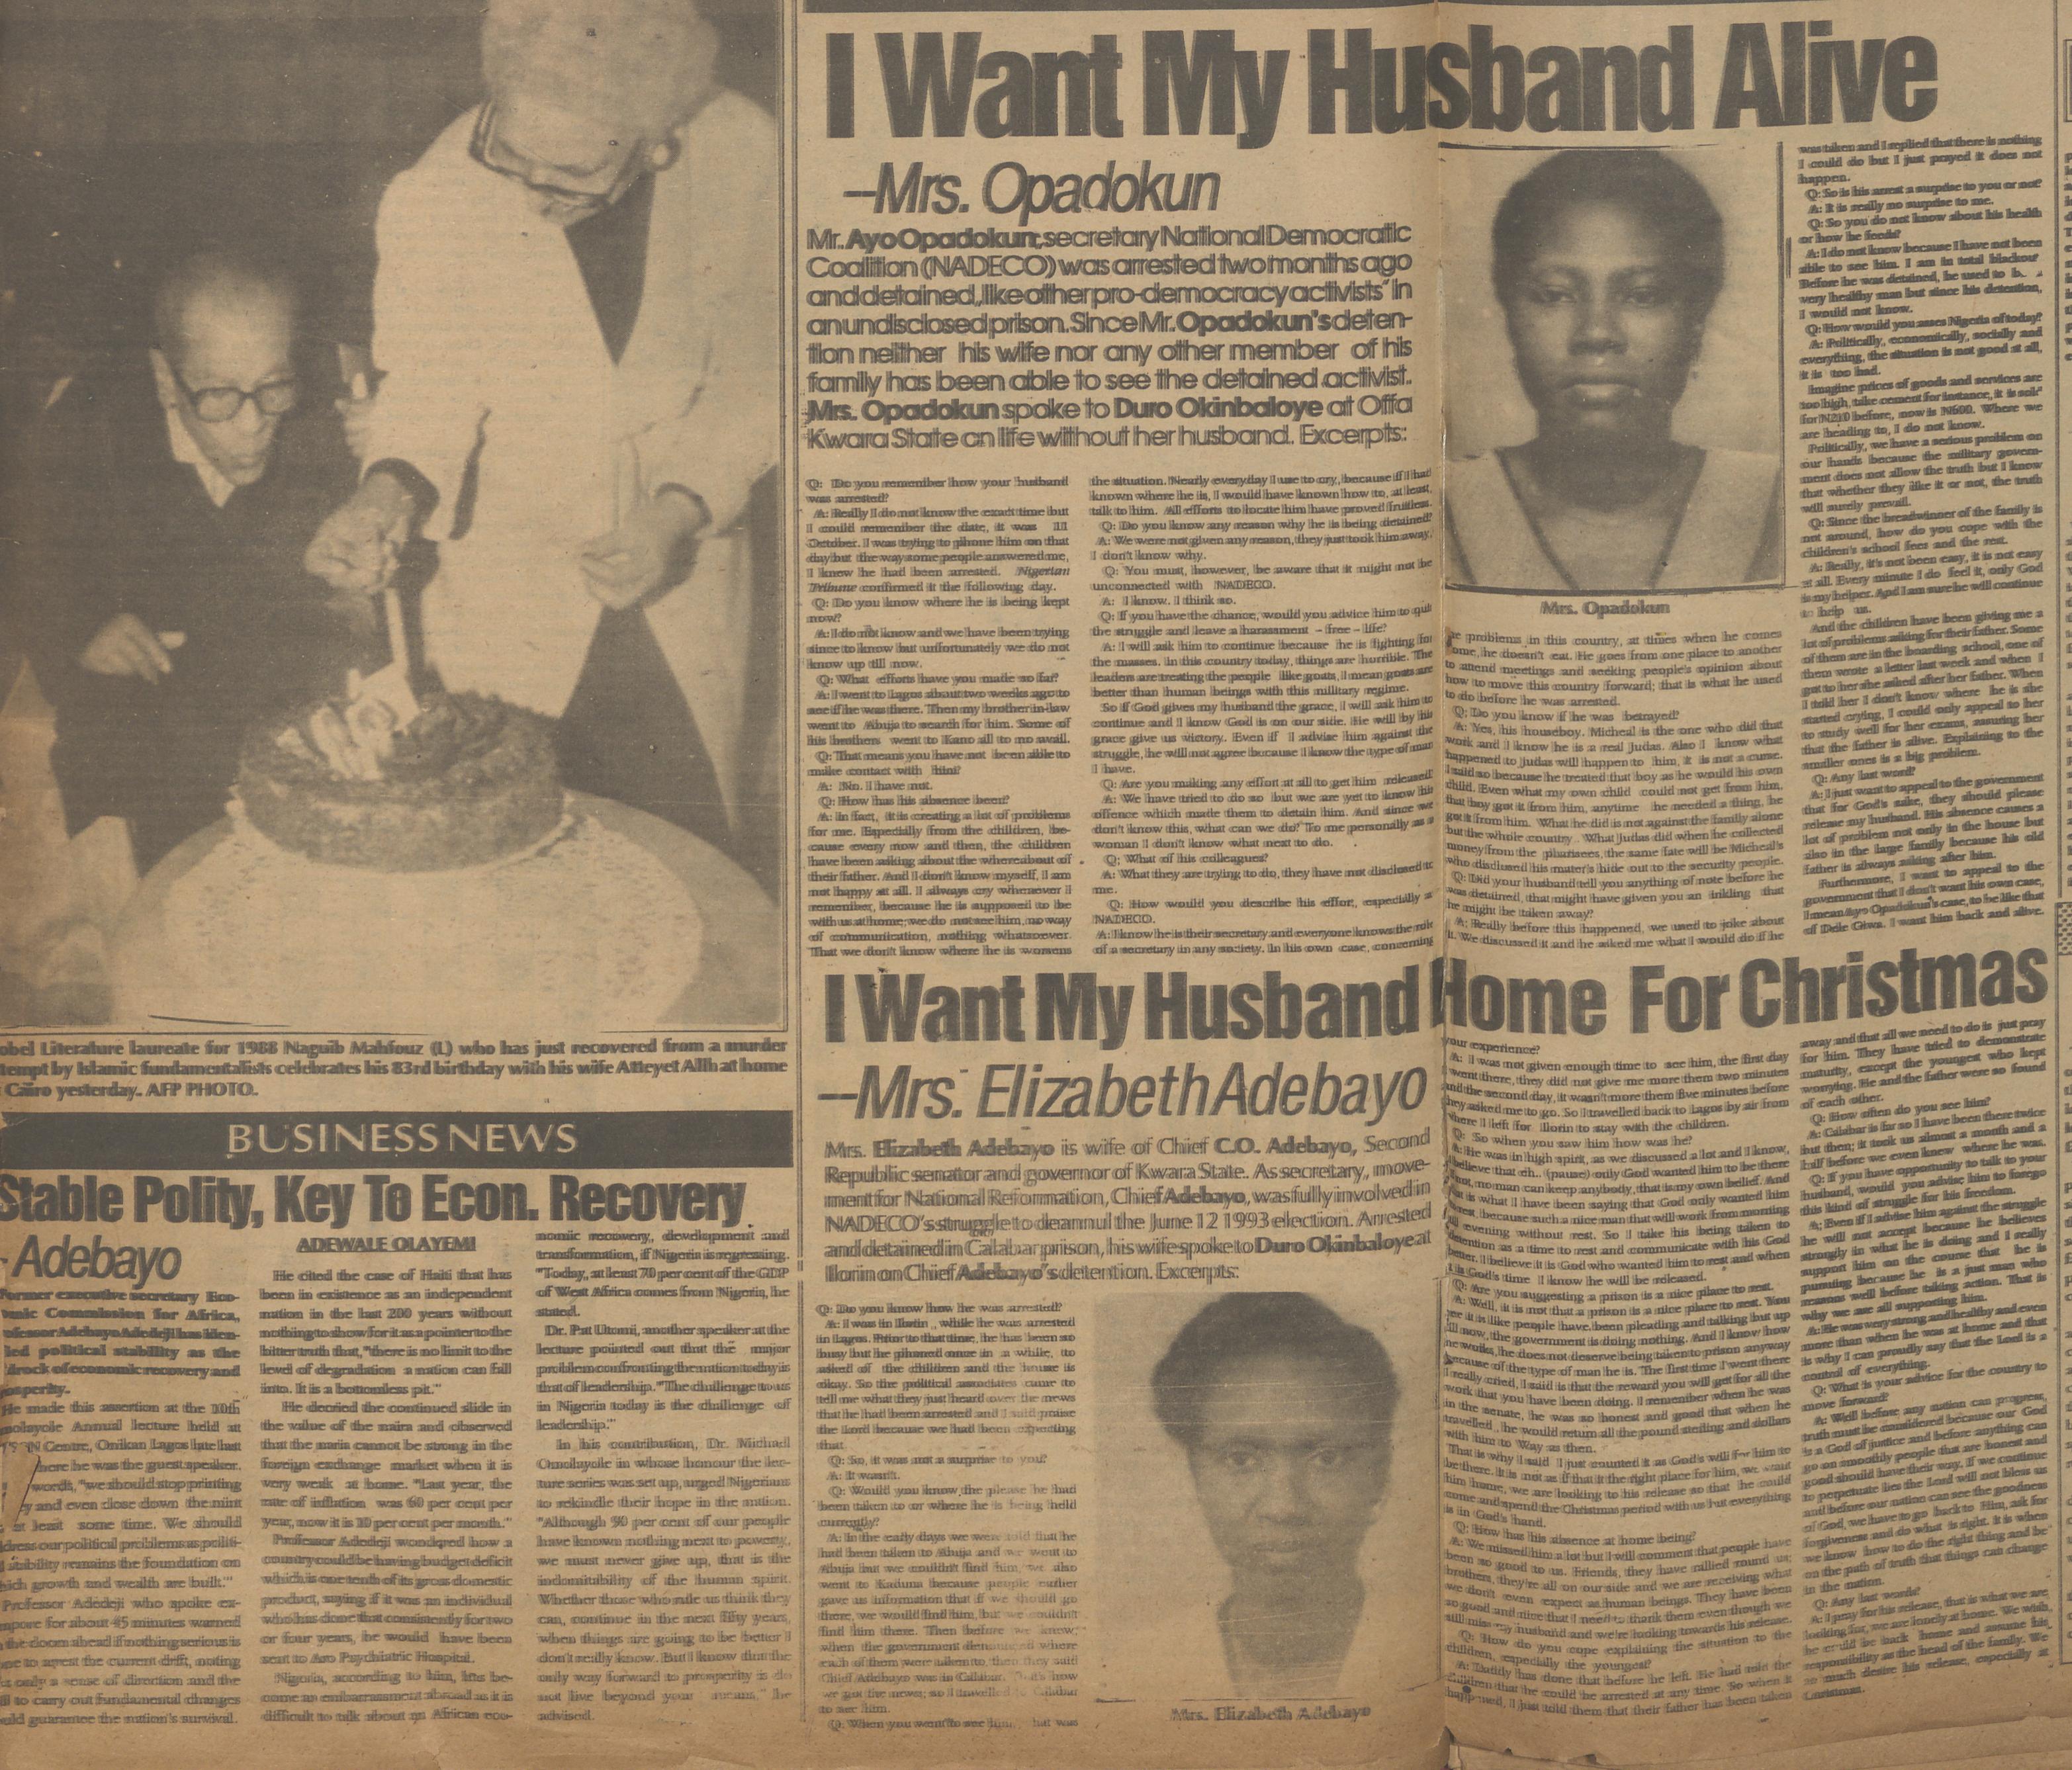 obel Literature laureate for 1988 Naguib Mahfouz (L) who has just recovered from a murder
tempt by Islamic fundamentalists celebrates his 83rd birthday with his wife Atteyet Allh at home
Cairo yesterday. AFP PHOTO.
BUSINESS NEWS
Stable Polity, Key To Econ. Recovery
- Adebayo
ADEWALE OLAYEMI
Former executive secretary Eco-
Commission for Africa,
Professor Adebayo Adedeji has iden-
political stability as the
drock of economic recovery and
prosperity.
He made this assertion at the 10th
Annual lecture held at
Centre, Onikan Lagos late last
here he was the guest speaker.
words, "we should stop printing
and even close down the mint
at least some time. We should
dress our political problems as politi-
stability remains the foundation on
hich growth and wealth are built."
Professor Adedeji who spoke ex-
mpore for about 45 minutes warned
the doom ahead if nothing serious is
to arrest the current drift, noting
only a sense of direction and the
to carry out fundamental changes
uld guarantee the nation's survival.
He cited the case of Haiti that has
been in existence as an independent
nation in the last 200 years without
nothing to show for it as a pointer to the
bitter truth that, "there is no limit to the
level of degradation a nation can fall
into. It is a bottomless pit."
He decried the continued slide in
the value of the naira and observed
that the naria cannot be strong in the
foreign exchange market when it is
very weak at home. "Last year, the
rate of inflation was 60 per cent per
year, now it is 10 per cent per month."
Professor Adedeji wondered how a
country could be having budget deficit
which is one tenth of its gross domestic
product, saying if it was an individual
who has done that consistently for two
or four years, he would have been
sent to Aro Psychiatric Hospital.
Nigeria, according to him, has be-
come an embarrassment abroad as it is
difficult to talk about an African eco-
nomic recovery, development and
transformation, if Nigeria is regressing.
"Today, at least 70 per cent of the GDP
of West Africa comes from Nigeria, he
stated.
Dr. Pat Utomi, another speaker at the
lecture pointed out that the major
problem confronting the nation today is
that of leadership. "The challenge to us
in Nigeria today is the challenge of
leadership."
In his contribution, Dr. Michael
Omolayole in whose honour the lec-
ture series was set up, urged Nigerians
to rekindle their hope in the nation.
"Although 90 per cent of our people
have known nothing next to poverty,
we must never give up, that is the
indomitability of the human spirit.
Whether those who rule us think they
can, continue in the next fifty years,
when things are going to be better I
don't really know. But I know that the
only way forward to prosperity is do
not live beyond your means," he
advised.
I Want My Husband Alive
–Mrs. Opadokun
Mr. Ayo Opadokun, secretary National Democratic
Coalition (NADECO) was arrested two months ago
and detained, like other pro-democracy activists' in
an undisclosed prison. Since Mr. Opadokun's deten-
tion neither his wife nor any other member of his
family has been able to see the detained activist.
Mrs. Opadokun spoke to Duro Okinbaloye at Offa
Kwara State on life without her husband. Excerpts:
Q: Do you remember how your husband
was arrested?
A: Really I do not know the exact time but
I could remember the date, it was 11
October. I was trying to phone him on that
day but the way some people answered me,
I knew he had been arrested. Nigerian
Tribune confirmed it the following day.
Q: Do you know where he is being kept
now?
A: I do not know and we have been trying
since to know but unfortunately we do not
know up till now.
Q: What efforts have you made so far?
A: I went to Lagos about two weeks ago to
see if he was there. Then my brother-in-law
went to Abuja to search for him. Some of
his brothers went to Kano all to no avail.
Q: That means you have not been able to
make contact with him?
A: No. I have not.
Q: How has his absence been?
A: In fact, it is creating a lot of problems
for me. Especially from the children, be-
cause every now and then, the children
have been asking about the whereabout of
their father. And I don't know myself, I am
not happy at all. I always cry whenever I
remember, because he is supposed to be
with us at home; we do not see him, no way
of communication, nothing whatsoever.
That we don't know where he is worsens
the situation. Nearly everyday I use to cry, because if I had
known where he is, I would have known how to, at least,
talk to him. All efforts to locate him have proved fruitless.
Q: Do you know any reason why he is being detained?
A: We were not given any reason, they just took him away.
I don't know why.
Q: You must, however, be aware that it might not be
unconnected with NADECO.
A: I know. I think so.
Q: If you have the chance, would you advice him to quit
the struggle and leave a harassment – free – life?
A: I will ask him to continue because he is fighting for
the masses. In this country today, things are horrible. The
leaders are treating the people like goats, I mean goats are
better than human beings with this military regime.
So if God gives my husband the grace, I will ask him to
continue and I know God is on our side. He will by his
grace give us victory. Even if I advise him against the
struggle, he will not agree because I know the type of man
I have.
Q: Are you making any effort at all to get him released?
A: We have tried to do so but we are yet to know his
offence which made them to detain him. And since we
don't know this, what can we do? To me personally as a
woman I don't know what next to do.
Q: What of his colleagues?
A: What they are trying to do, they have not disclosed to
me.
Q: How would you describe his effort, especially a
NADECO.
A: I know he is their secretary and everyone knows the role
of a secretary in any society. In his own case, concerning
Mrs. Opadokun
he problems in this country, at times when he comes
ome, he doesn't eat. He goes from one place to another
to attend meetings and seeking people's opinion about
how to move this country forward; that is what he used
to do before he was arrested.
Q: Do you know if he was betrayed?
A: Yes, his houseboy. Micheal is the one who did that
work and I know he is a real Judas. Also I know what
happened to Judas will happen to him, it is not a curse.
I said so because he treated that boy as he would his own
child. Even what my own child could not get from him,
that boy got it from him, anytime he needed a thing, he
got it from him. What he did is not against the family alone
but the whole country. What Judas did when he collected
money from the pharisees, the same fate will be Micheal's
who disclosed his mater's hide out to the security people.
Q: Did your husband tell you anything of note before he
was detained, that might have given you an inkling that
he might be taken away?
A: Really before this happened, we used to joke about
it. We discussed it and he asked me what I would do if he
was taken and I replied that there is nothing
I could do but I just prayed it does not
happen.
Q: So is his arrest a surprise to you or not?
A: It is really no surprise to me.
Q: So you do not know about his health
or how he feeds?
A: I do not know because I have not been
able to see him. I am in total blackout
Before he was detained, he used to b
very healthy man but since his detention,
I would not know.
Q: How would you asses Nigeria of today?
A: Politically, economically, socially and
everything, the situation is not good at all,
it is too bad.
Imagine prices of goods and services are
too high, take cement for instance, it is sold
for N210 before, now is N600. Where we
are heading to, I do not know.
Politically, we have a serious problem on
our hands because the military govern-
ment does not allow the truth but I know
that whether they like it or not, the truth
will surely prevail.
Q: Since the breadwinner of the family is
not around, how do you cope with the
children's school fees and the rest.
A: Really, it's not been easy, it is not easy
at all. Every minute I do feel it, only God
is my helper. And I am sure he will continue
to help us.
And the children have been giving me a
lot of problems asking for their father. Some
of them are in the boarding school, one of
them wrote a letter last week and when I
got to her she asked after her father. When
I told her I don't know where he is she
started crying, I could only appeal to her
to study well for her exams, assuring her
that the father is alive. Explaining to the
smaller ones is a big problem.
Q: Any last word?
A: I just want to appeal to the government
that for God's sake, they should please
release my husband. His absence causes a
lot of problem not only in the house but
also in the large family because his old
father is always asking after him.
Furthermore, I want to appeal to the
government that I don't want his own case,
I mean Ayo Opadokun's case, to be like that
of Dele Giwa. I want him back and alive.
I Want My Husband Home For Christmas
–Mrs. Elizabeth Adebayo
Mrs. Elizabeth Adebayo is wife of Chief C.O. Adebayo, Second
Republic senator and governor of Kwara State. As secretary, move-
ment for National Reformation, Chief Adebayo, was fully involved in
NADECO's struggle to deannul the June 12 1993 election. Arrested
and detained in Calabar prison, his wife spoke to Duro Okinbaloye at
Ilorin on Chief Adebayo's detention. Excerpts:
Q: Do you know how he was arrested?
A: I was in Ilorin, while he was arrested
in Lagos. Prior to that time, he has been so
busy but he phoned once in a while, to
asked of the children and the house is
okay. So the political associates came to
tell me what they just heard over the news
that he had been arrested and I said praise
the Lord because we had been expecting
that.
Q: So, it was not a surprise to you?
A: It wasn't.
Q: Would you know, the please he had
been taken to or where he is being held
currently?
A: In the early days we were told that he
had been taken to Abuja and we went to
Abuja but we couldn't find him, we also
went to Kaduna because people earlier
gave us information that if we should go
there, we would find him, but we couldn't
find him there. Then before we know,
when the government denounced where
each of them were taken to, then they said
Chief Adebayo was in Calabar. That's how
we got the news; so I travelled to Calabar
to see him.
Q: When you went to see him, hat was
Mrs. Elizabeth Adebayo
your experience?
A: I was not given enough time to see him, the first day
I went there, they did not give me more them two minutes
and the second day, it wasn't more them five minutes before
they asked me to go. So I travelled back to Lagos by air from
where I left for Ilorin to stay with the children.
Q: So when you saw him how was he?
A: He was in high spirit, as we discussed a lot and I know,
I believe that eh.. (pause) only God wanted him to be there
not, no man can keep anybody, that is my own belief. And
that is what I have been saying that God only wanted him
rest, because such a nice man that will work from morning
till evening without rest. So I take his being taken to
detention as a time to rest and communicate with his God
better. I believe it is God who wanted him to rest and when
it is God's time I know he will be released.
Q: Are you suggesting a prison is a nice place to rest.
A: Well, it is not that a prison is a nice place to rest. You
see it is like people have been pleading and talking but up
till now, the government is doing nothing. And I know how
he works, he does not deserve being taken to prison anyway
because of the type of man he is. The first time I went there
I really cried, I said is that the reward you will get for all the
work that you have been doing. I remember when he was
in the senate, he was so honest and good that when he
travelled, he would return all the pound sterling and dollars
with him to Way as then.
That is why I said I just counted it as God's will for him to
be there. It is not as if that it the right place for him, we want
him home, we are looking to his release so that he could
come and spend the Christmas period with us but everything
is in God's hand.
Q: How has his absence at home being?
A: We missed him a lot but I will comment that people have
been so good to us. Friends, they have rallied round us;
brothers, they're all on our side and we are receiving what
we don't even expect as human beings. They have been
so good and nice that I need to thank them even though we
still miss my husband and we're looking towards his release.
Q: How do you cope explaining the situation to the
children, especially the youngest?
A: Daddy has done that before he left. He had told the
children that he could be arrested at any time. So when it
happened, I just told them that their father has been taken
away and that all we need to do is just pray
for him. They have tried to demonstrate
maturity, except the youngest who kept
worrying. He and the father were so found
of each other.
Q: How often do you see him?
A: Calabar is far so I have been there twice
but then; it took us almost a month and a
half before we even knew where he was.
Q: If you have opportunity to talk to your
husband, would you advise him to forego
this kind of struggle for his freedom.
A: Even if I advise him against the struggle
he will not accept because he believes
strongly in what he is doing and I really
support him on the course that he is
pursuing because he is a just man who
reasons well before taking action. That is
why we are all supporting him.
A: He was very strong and healthy and even
more than when he was at home and that
is why I can proudly say that the Lord is a
control of everything.
Q: What is your advice for the country to
move forward?
A: Well before any nation can progress,
truth must be considered because our God
is a God of justice and before anything can
go on smoothly people that are honest and
good should have their way. If we continue
to perpetuate lies the Lord will not bless us
and before our nation can see the goodness
of God, we have to go back to Him, ask for
forgiveness and do what is right. It is when
we know how to do the right thing and be
on the path of truth that things can change
in the nation.
Q: Any last words?
A: I pray for his release, that is what we are
looking for, we are lonely at home. We wish
he could be back home and assume his
responsibility as the head of the family. We
so much desire his release, especially at
Christmas.